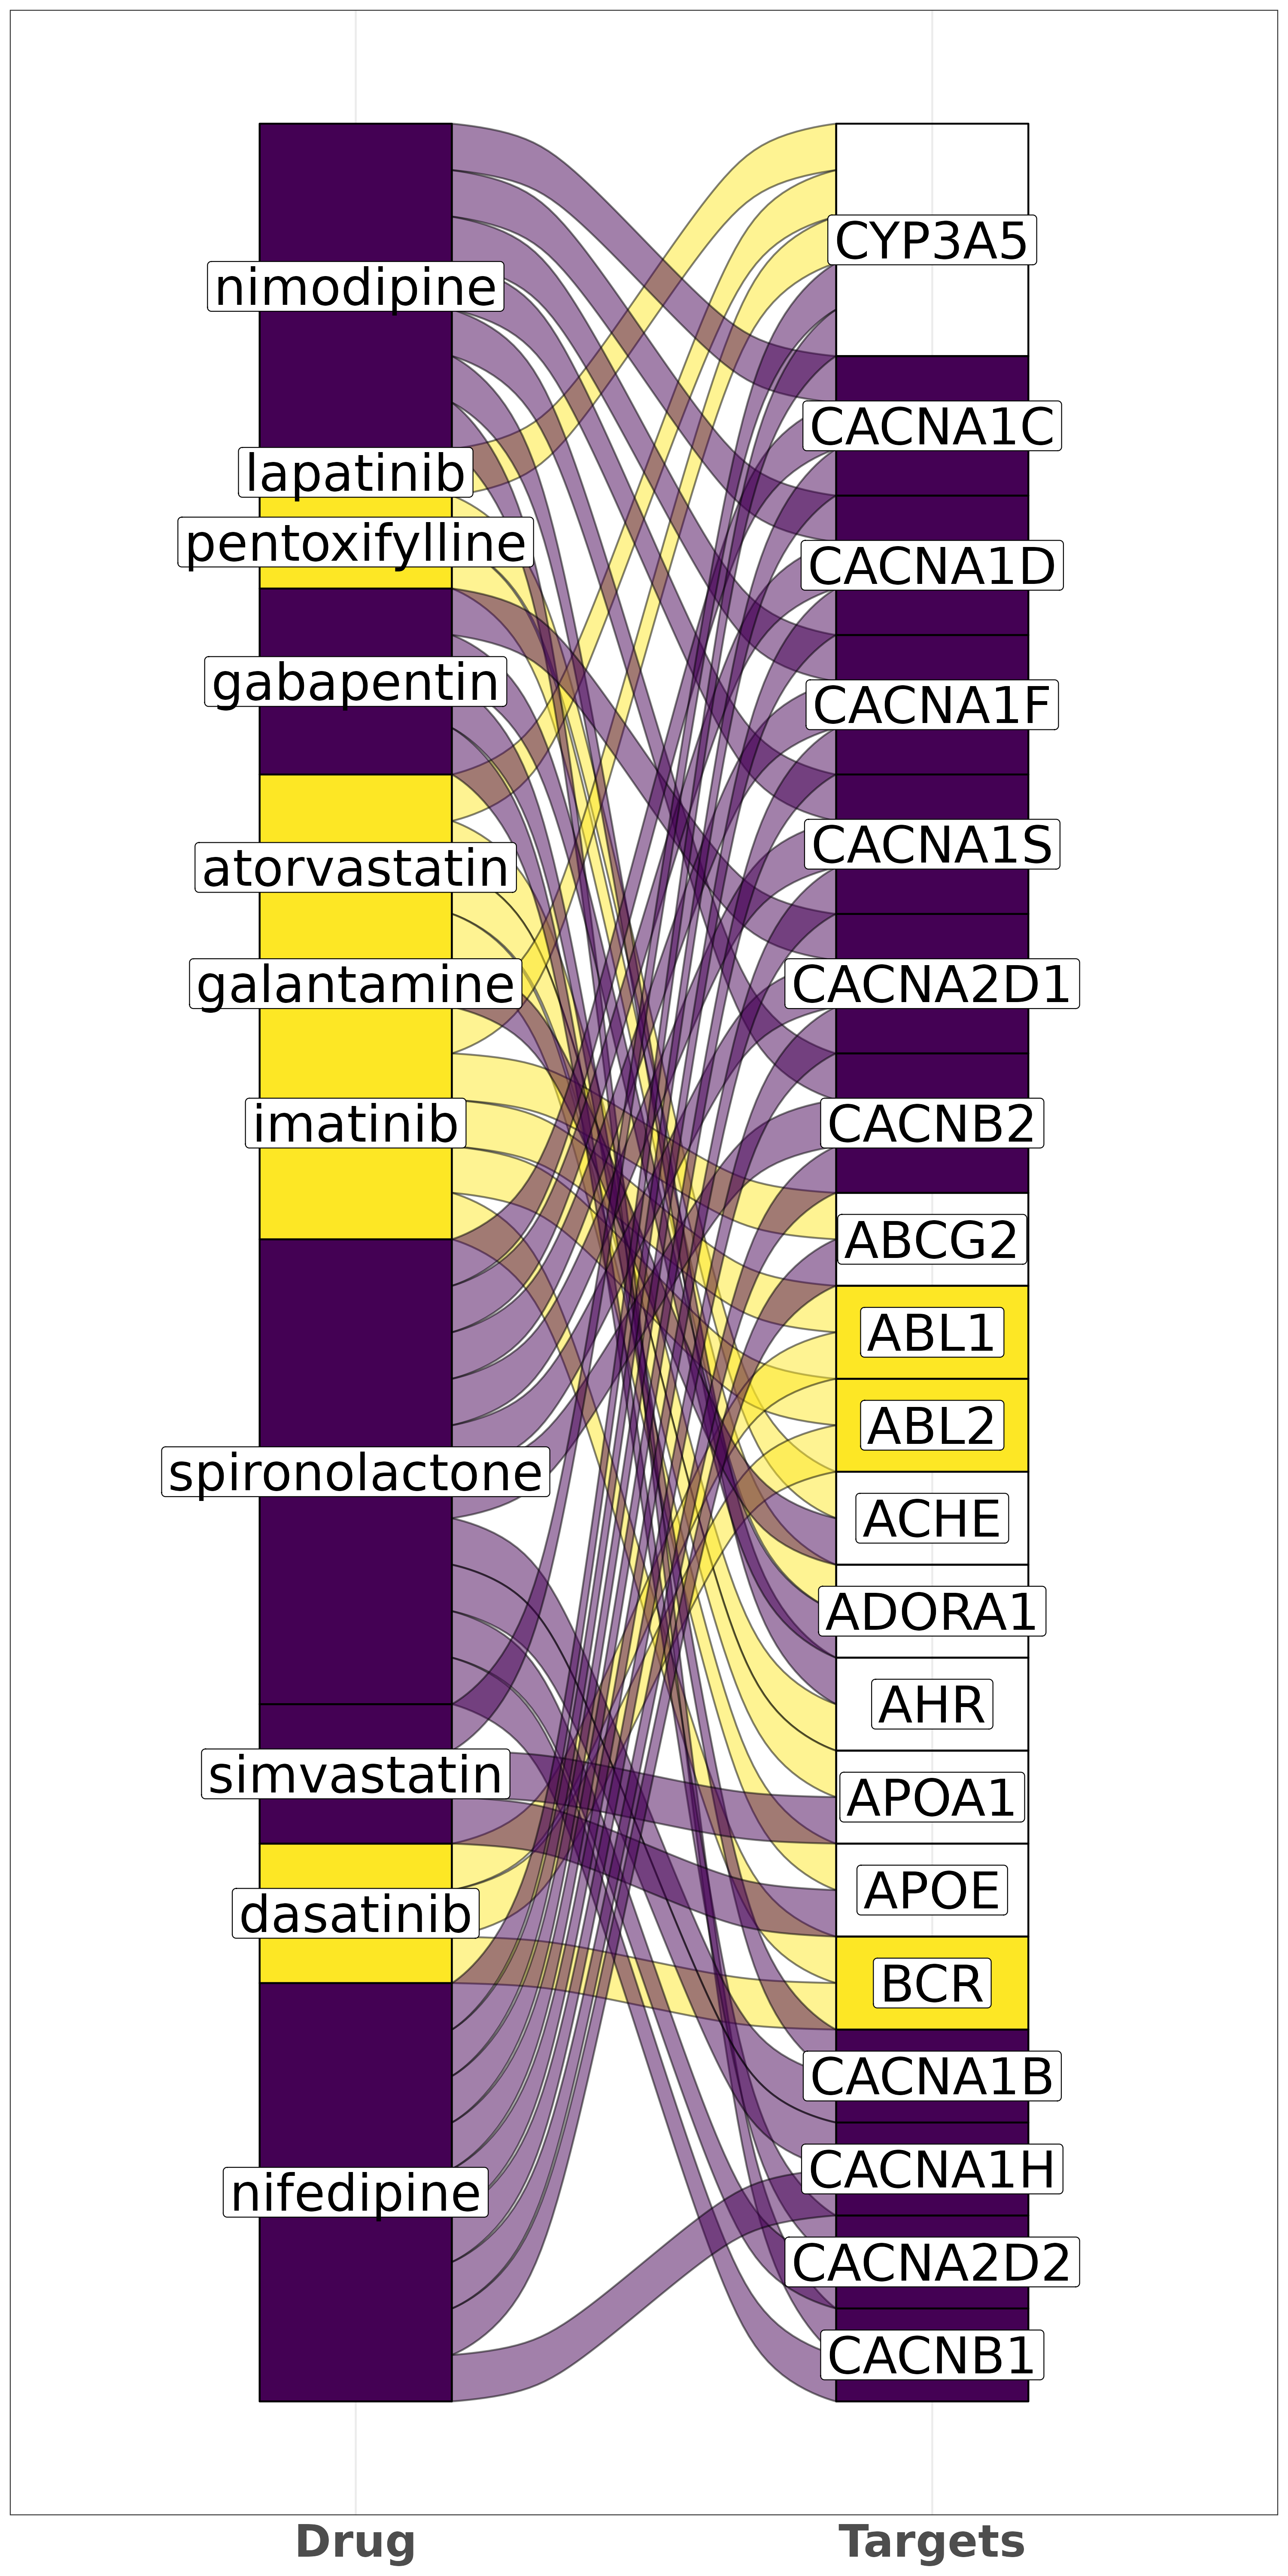 nimodipine
lapatinib
pentoxifylline
gabapentin
atorvastatin
galantamine
imatinib
spironolactone
simvastatin
dasatinib
nifedipine
CYP3A5
CACNA1C
CACNA1D
CACNA1F
CACNA1S
CACNA2D1
CACNB2
ABCG2
ABL1
ABL2
ACHE
ADORA1
AHR
APOA1
APOE
BCR
CACNA1B
CACNA1H
CACNA2D2
CACNB1
Drug
Targets